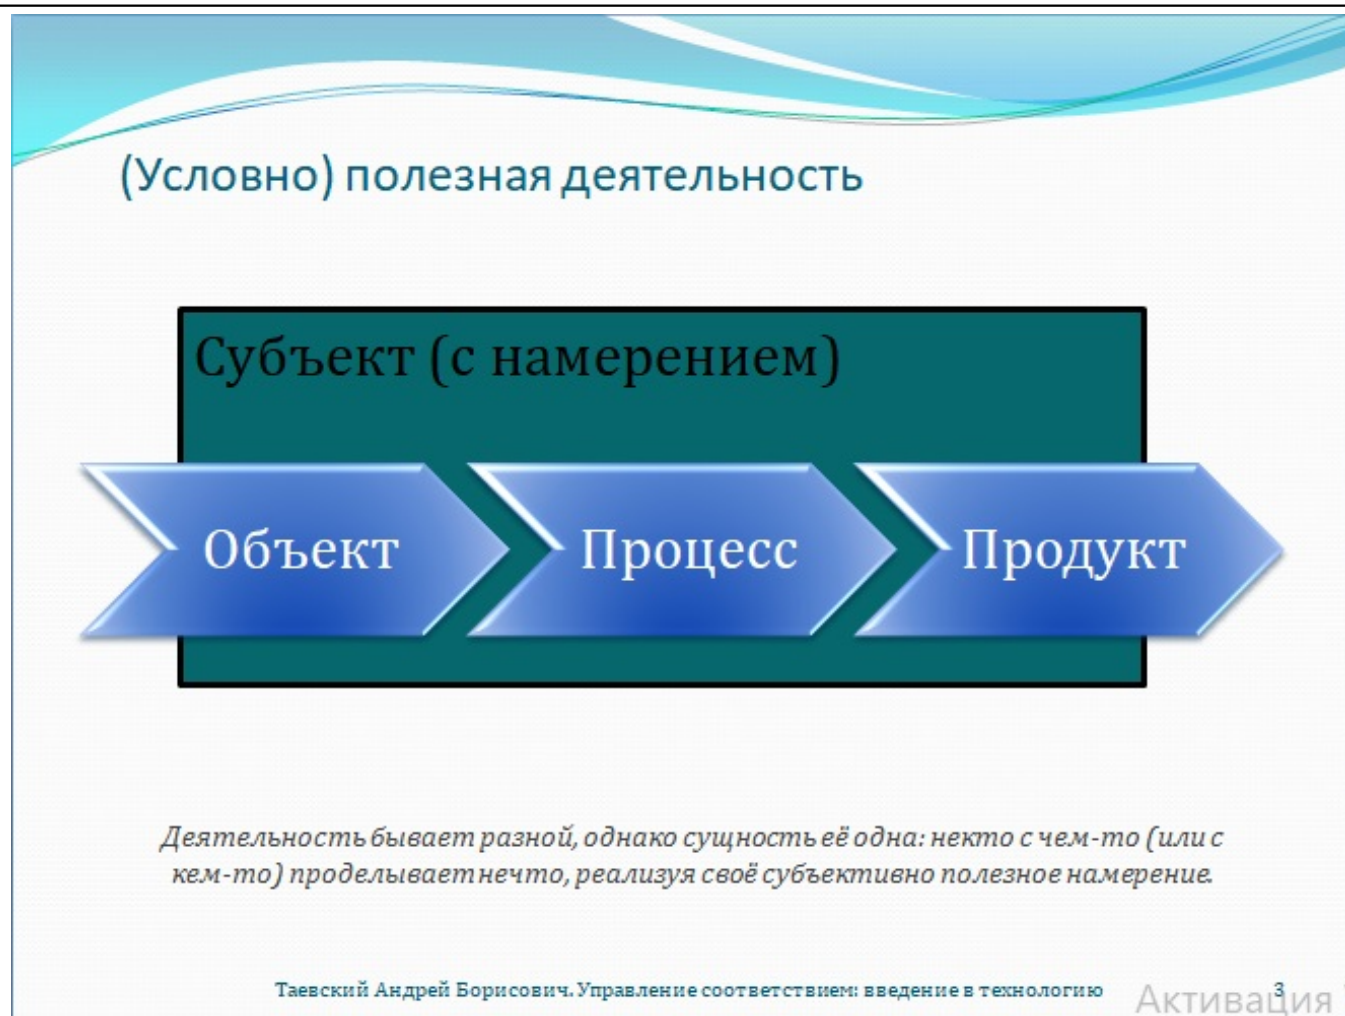 (Условно) полезная деятельность
Субъект (с намерением)
Объект
Процесс
Продукт
Деятельность бывает разной, однако сущность её одна: некто с чем-то (или с
кем-то) проделывает нечто, реализуя своё субъективно полезное намерение.
Таевский Андрей Борисович. Управление соответствием: введение в технологию
3
Активация